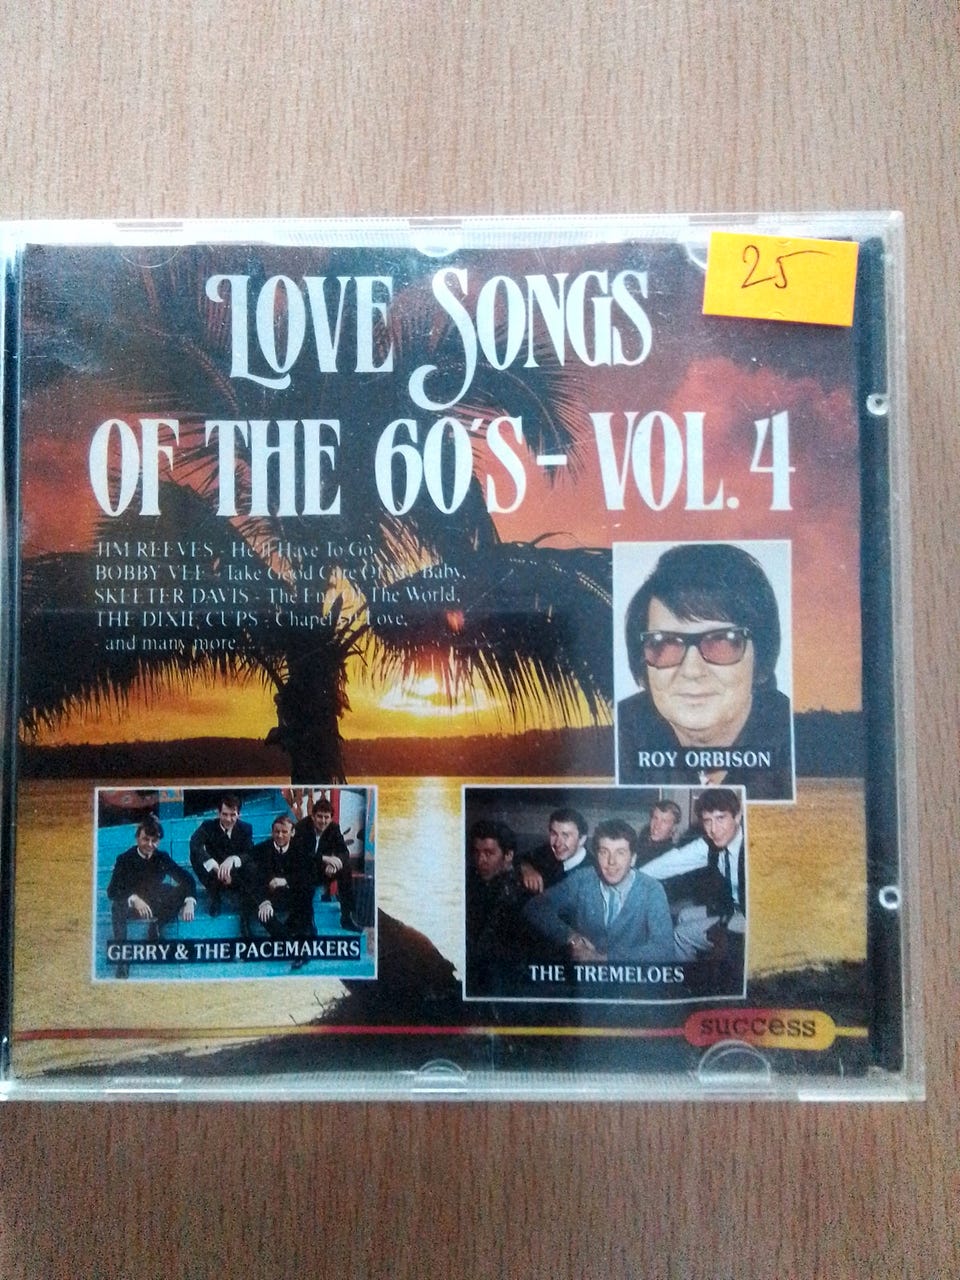 25
LOVE SONGS
OF THE 60'S - VOL. 4
JIM REEVES - He'll Have To Go,
BOBBY VEE - Take Good Care Of My Baby,
SKEETER DAVIS - The End Of The World,
THE DIXIE CUPS - Chapel Of Love,
- and many more...
ROY ORBISON
GERRY & THE PACEMAKERS
THE TREMELOES
success